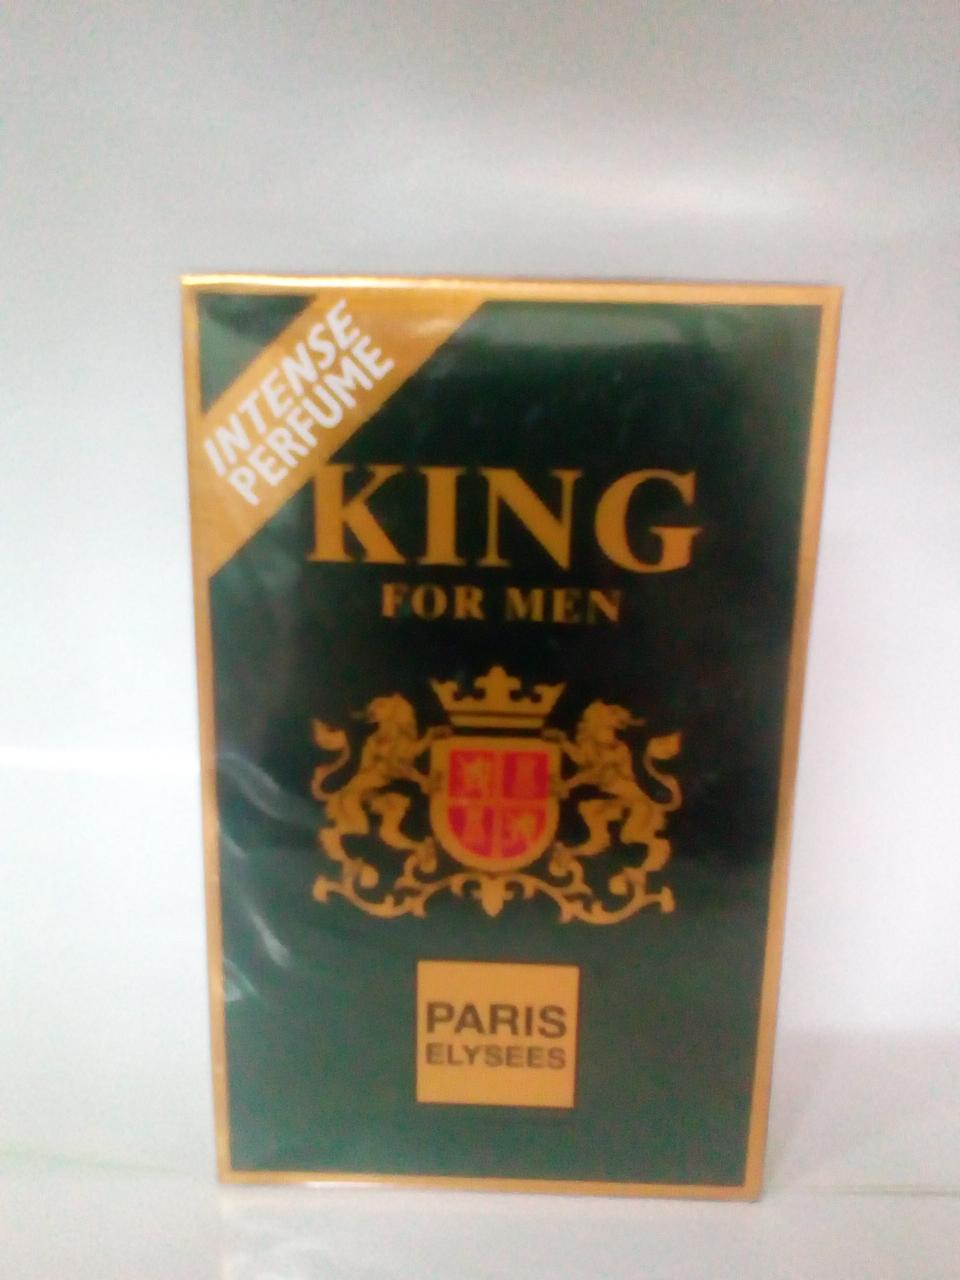 INTENSE
PERFUME
KING
FOR MEN
PARIS
ELYSEES